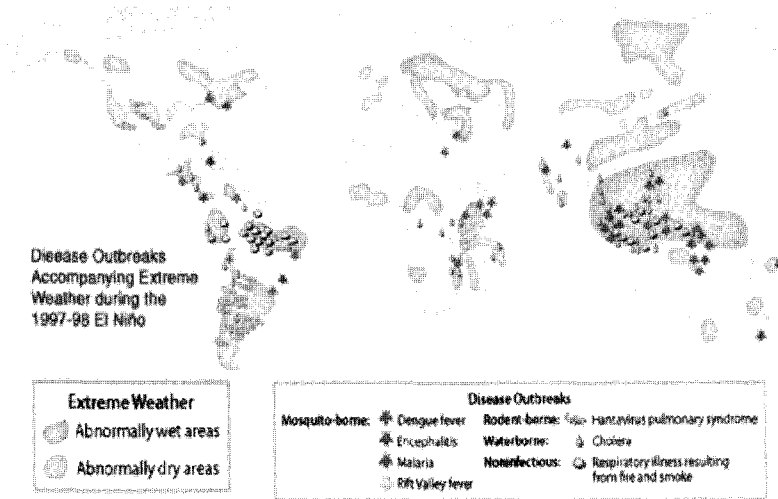 Disease Outbreaks
Accompanying Extreme
Weather during the
1997-98 El Niño
Extreme Weather
Abnormally wet areas
Abnormally dry areas
Disease Outbreaks
Mosquito-borne: Dengue fever Rodent-borne: Hantavirus pulmonary syndrome
Encephalitis Waterborne: Cholera
Malaria Noninfectious: Respiratory illness resulting
Rift Valley fever from fire and smoke